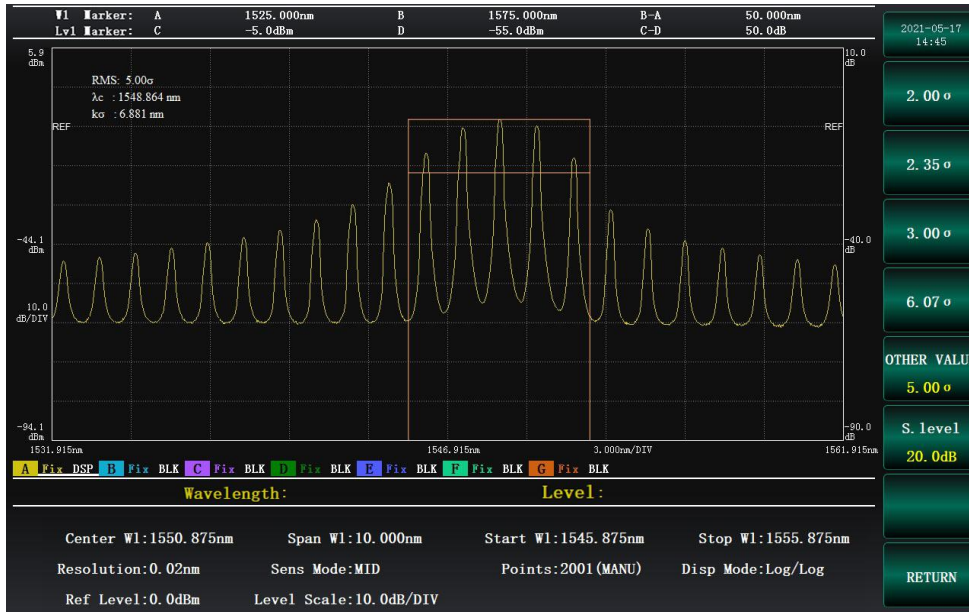 Wl Marker: A 1525.000nm B 1575.000nm B-A 50.000nm
Lvl Marker: C -5.0dBm D -55.0dBm C-D 50.0dB
2021-05-17
14:45
5.9
dBm
10.0
dB
RMS: 5.00σ
λc :1548.864 nm
kσ :6.881 nm
REF
REF
-44.1
dBm
-40.0
dB
10.0
dB/DIV
-94.1
dBm
-90.0
dB
1531.915nm 1546.915nm 3.000nm/DIV 1561.915nm
A Fix DSP B Fix BLK C Fix BLK D Fix BLK E Fix BLK F Fix BLK G Fix BLK
Wavelength: Level:
Center Wl:1550.875nm Span Wl:10.000nm Start Wl:1545.875nm Stop Wl:1555.875nm
Resolution:0.02nm Sens Mode:MID Points:2001(MANU) Disp Mode:Log/Log
Ref Level:0.0dBm Level Scale:10.0dB/DIV
2.00σ
2.35σ
3.00σ
6.07σ
OTHER VALU
5.00σ
S.level
20.0dB
RETURN